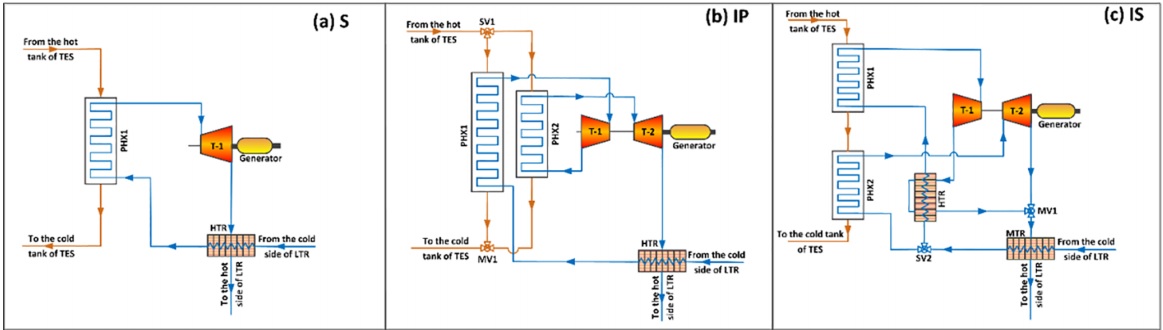 (a) S
From the hot
tank of TES
PHX1
T-1
Generator
HTR
From the cold
side of LTR
To the cold
tank of TES
To the hot
side of LTR
(b) IP
From the hot
tank of TES
SV1
PHX1
PHX2
T-1
T-2
Generator
To the cold
tank of TES
MV1
HTR
From the cold
side of LTR
To the hot
side of LTR
(c) IS
From the hot
tank of TES
PHX1
T-1
T-2
Generator
PHX2
HTR
MV1
To the cold tank
of TES
SV2
MTR
From the cold
side of LTR
To the hot
side of LTR